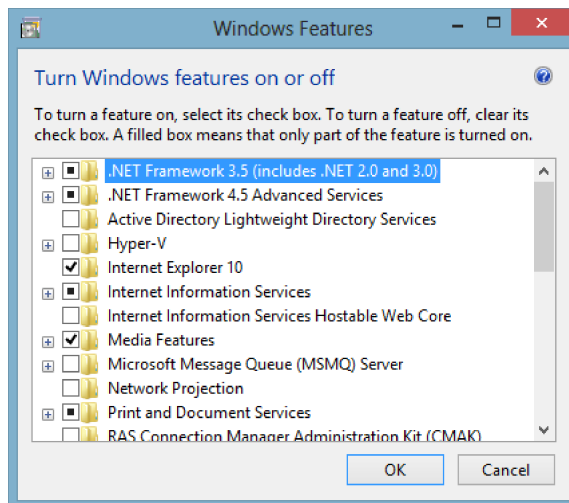 Windows Features
Turn Windows features on or off
To turn a feature on, select its check box. To turn a feature off, clear its
check box. A filled box means that only part of the feature is turned on.
.NET Framework 3.5 (includes .NET 2.0 and 3.0)
.NET Framework 4.5 Advanced Services
Active Directory Lightweight Directory Services
Hyper-V
Internet Explorer 10
Internet Information Services
Internet Information Services Hostable Web Core
Media Features
Microsoft Message Queue (MSMQ) Server
Network Projection
Print and Document Services
RAS Connection Manager Administration Kit (CMAK)
OK Cancel